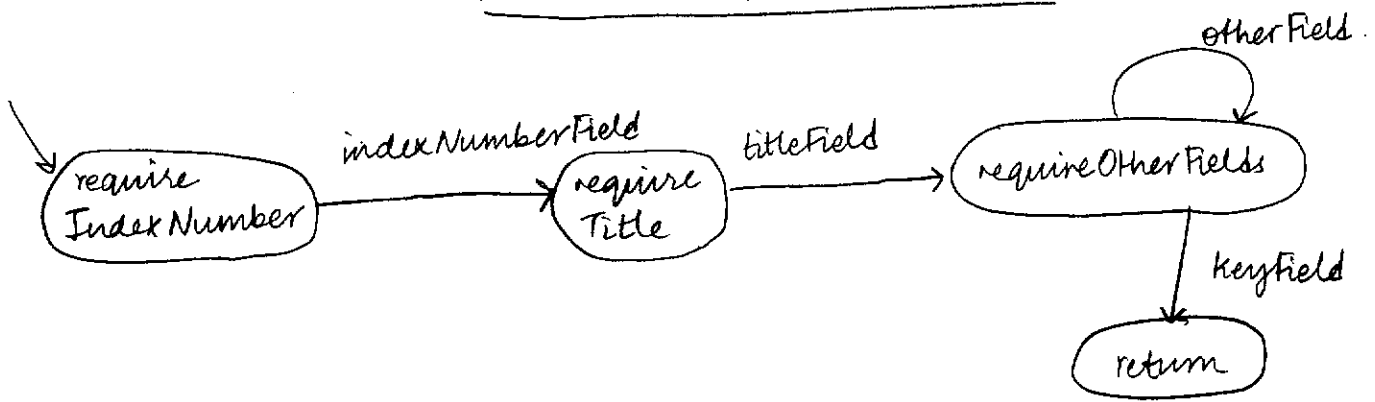 otherField.
indexNumberField
titleField
require
IndexNumber
require
Title
requireOtherFields
keyField
return